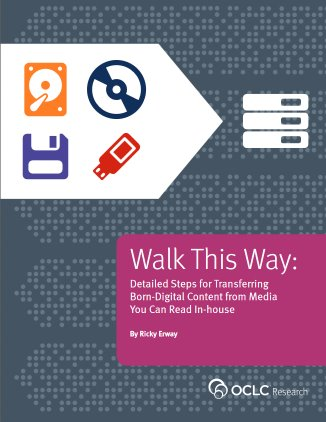 Walk This Way:
Detailed Steps for Transferring
Born-Digital Content from Media
You Can Read In-house
By Ricky Erway
OCLC Research